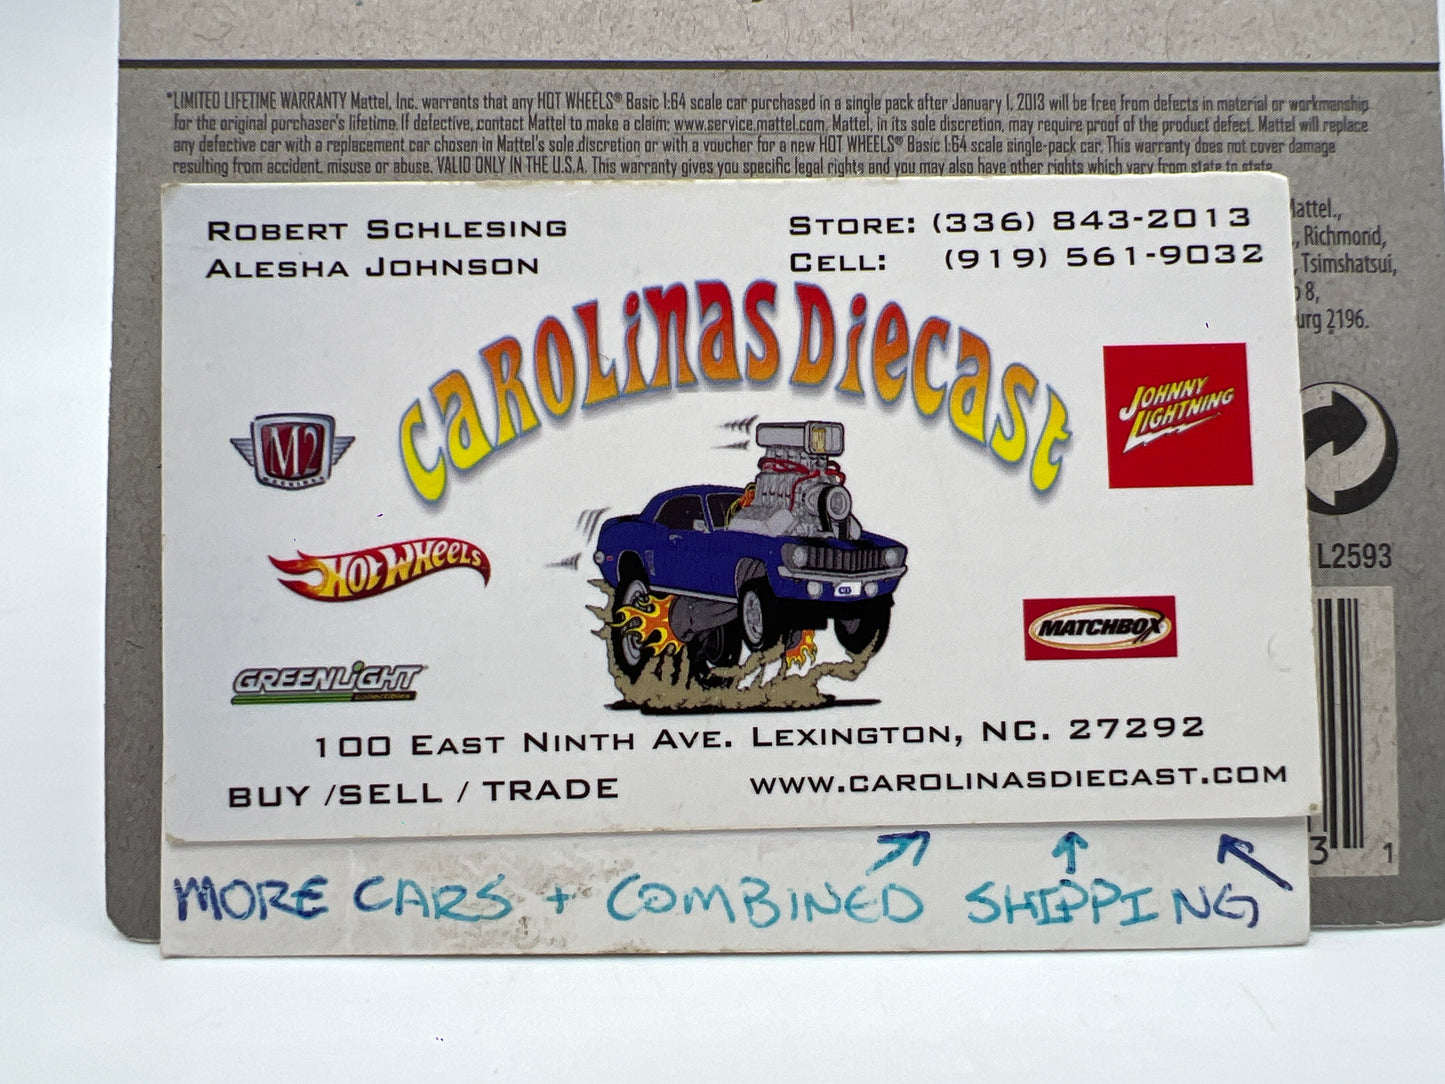 *LIMITED LIFETIME WARRANTY Mattel, Inc. warrants that any HOT WHEELS® Basic 1:64 scale car purchased in a single pack after January 1, 2013 will be free from defects in material or workmanship
for the original purchaser's lifetime. If defective, contact Mattel to make a claim: www.service.mattel.com. Mattel, in its sole discretion, may require proof of the product defect. Mattel will replace
any defective car with a replacement car chosen in Mattel's sole discretion or with a voucher for a new HOT WHEELS® Basic 1:64 scale single-pack car. This warranty does not cover damage
resulting from accident, misuse or abuse. VALID ONLY IN THE U.S.A. This warranty gives you specific legal rights and you may also have other rights which vary from state to state.
Mattel.,
., Richmond,
, Tsimshatsui,
8,
urg 2196.
ROBERT SCHLESING
ALESHA JOHNSON
STORE: (336) 843-2013
CELL: (919) 561-9032
CAROLINAS DIECAST
M2
MACHINES
JOHNNY
LIGHTNING
HOT WHEELS
MATCHBOX
GREENLIGHT
collectibles
100 EAST NINTH AVE. LEXINGTON, NC. 27292
BUY /SELL / TRADE
WWW.CAROLINASDIECAST.COM
L2593
3 1
MORE CARS + COMBINED SHIPPING